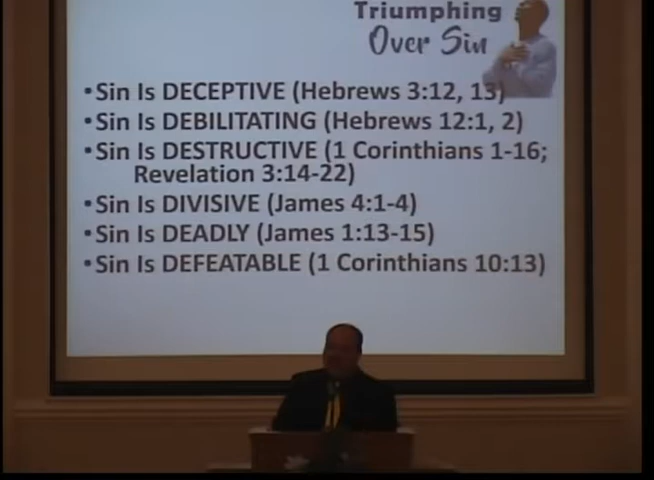 Triumphing
Over Sin
•Sin Is DECEPTIVE (Hebrews 3:12, 13)
•Sin Is DEBILITATING (Hebrews 12:1, 2)
•Sin Is DESTRUCTIVE (1 Corinthians 1-16;
Revelation 3:14-22)
•Sin Is DIVISIVE (James 4:1-4)
•Sin Is DEADLY (James 1:13-15)
•Sin Is DEFEATABLE (1 Corinthians 10:13)